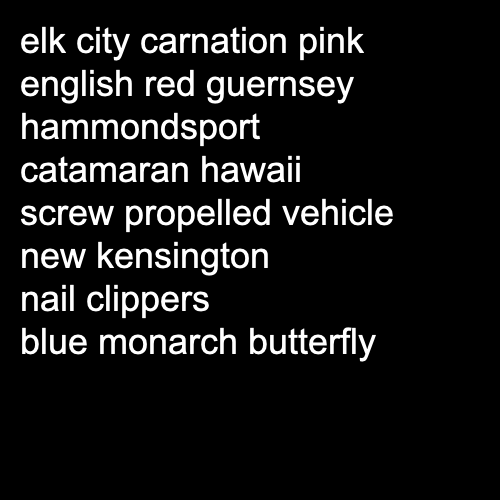 elk city carnation pink
english red guernsey
hammondsport
catamaran hawaii
screw propelled vehicle
new kensington
nail clippers
blue monarch butterfly